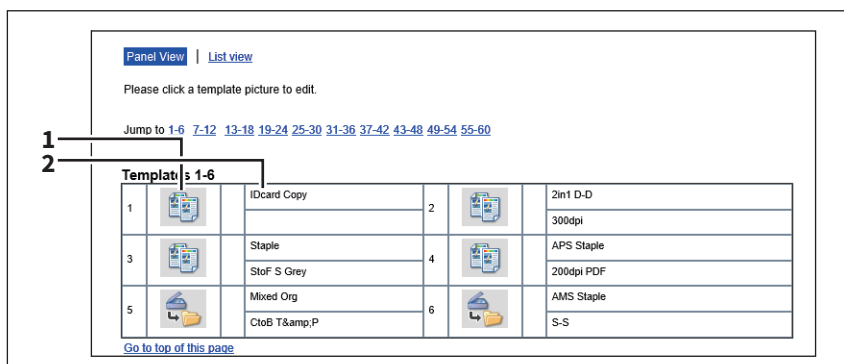 Panel View | List view
Please click a template picture to edit.
Jump to 1-6 7-12 13-18 19-24 25-30 31-36 37-42 43-48 49-54 55-60
1
2
Templates 1-6
1 IDcard Copy 2 2in1 D-D
300dpi
3 Staple 4 APS Staple
StoF S Grey 200dpi PDF
5 Mixed Org 6 AMS Staple
CtoB T&amp;P S-S
Go to top of this page